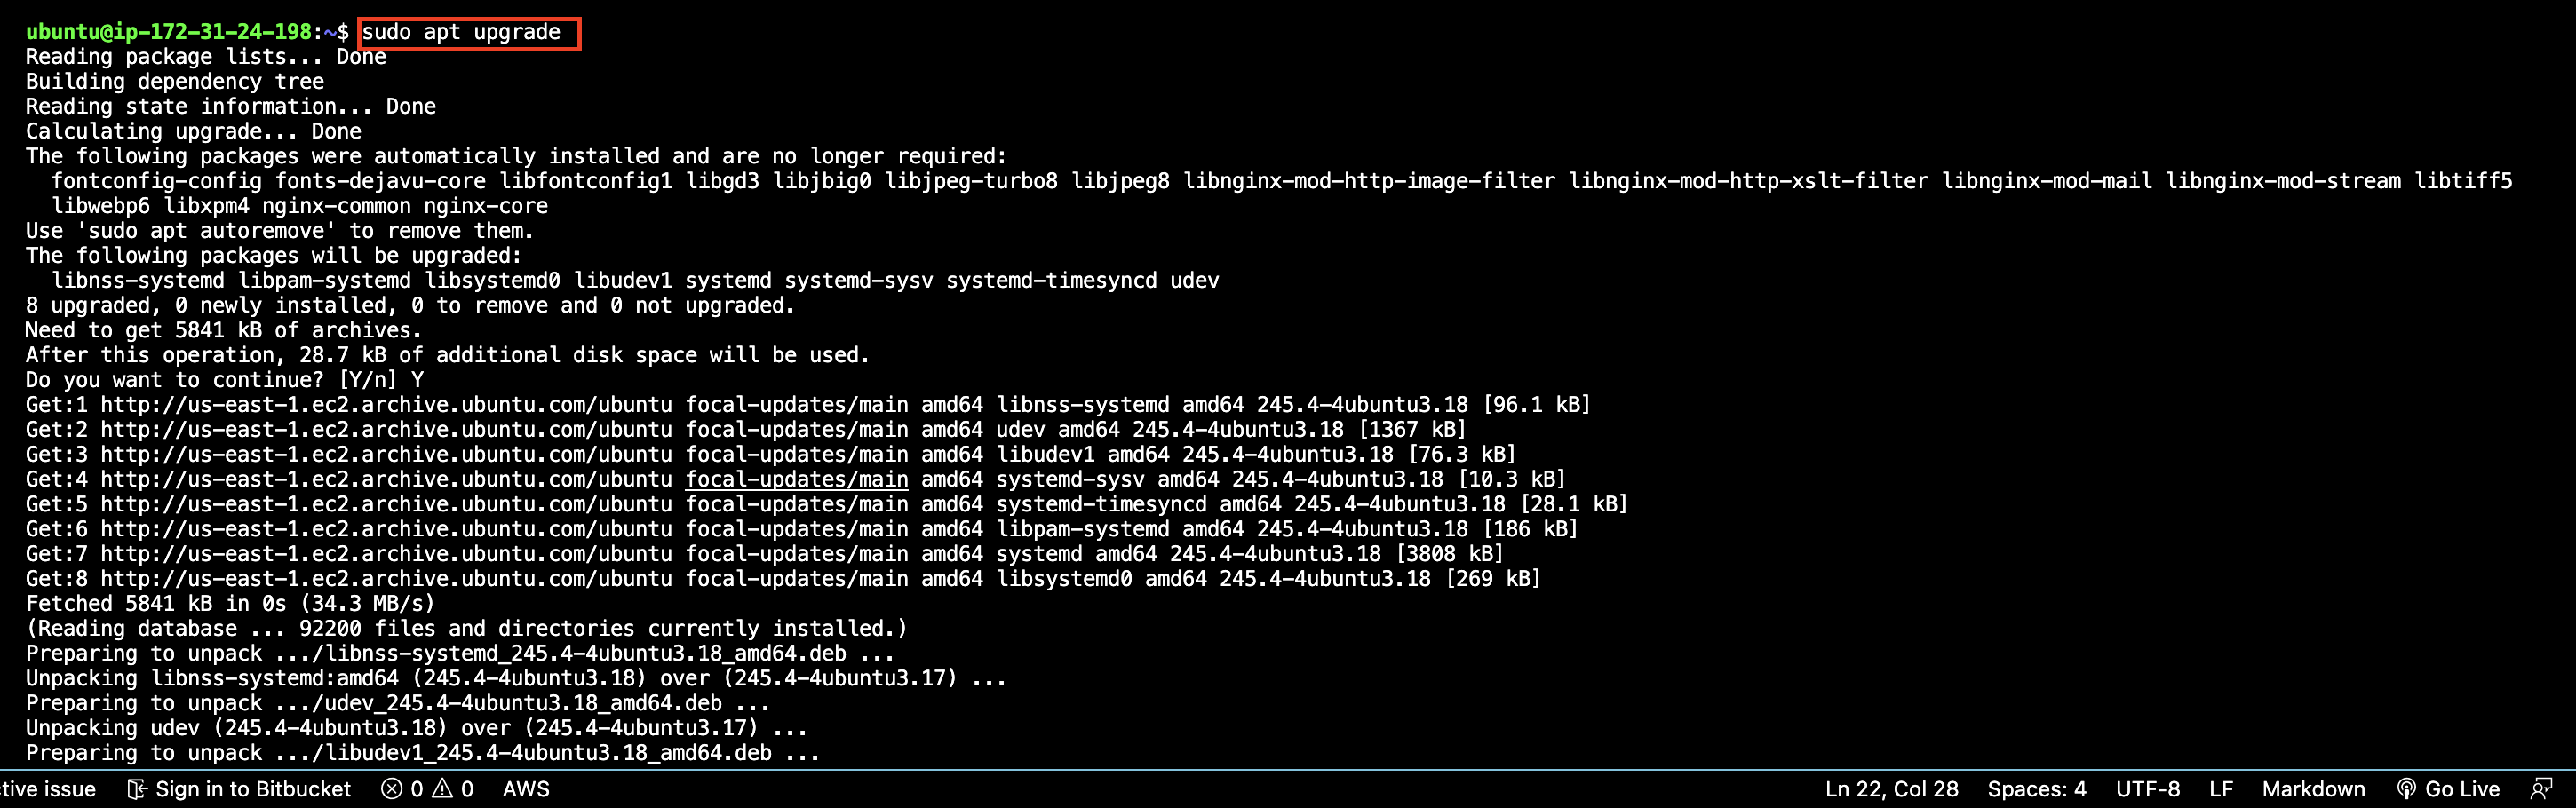 ubuntu@ip-172-31-24-198:~$ sudo apt upgrade
Reading package lists... Done
Building dependency tree
Reading state information... Done
Calculating upgrade... Done
The following packages were automatically installed and are no longer required:
  fontconfig-config fonts-dejavu-core libfontconfig1 libgd3 libjbig0 libjpeg-turbo8 libjpeg8 libnginx-mod-http-image-filter libnginx-mod-http-xslt-filter libnginx-mod-mail libnginx-mod-stream libtiff5
  libwebp6 libxpm4 nginx-common nginx-core
Use 'sudo apt autoremove' to remove them.
The following packages will be upgraded:
  libnss-systemd libpam-systemd libsystemd0 libudev1 systemd systemd-sysv systemd-timesyncd udev
8 upgraded, 0 newly installed, 0 to remove and 0 not upgraded.
Need to get 5841 kB of archives.
After this operation, 28.7 kB of additional disk space will be used.
Do you want to continue? [Y/n] Y
Get:1 http://us-east-1.ec2.archive.ubuntu.com/ubuntu focal-updates/main amd64 libnss-systemd amd64 245.4-4ubuntu3.18 [96.1 kB]
Get:2 http://us-east-1.ec2.archive.ubuntu.com/ubuntu focal-updates/main amd64 udev amd64 245.4-4ubuntu3.18 [1367 kB]
Get:3 http://us-east-1.ec2.archive.ubuntu.com/ubuntu focal-updates/main amd64 libudev1 amd64 245.4-4ubuntu3.18 [76.3 kB]
Get:4 http://us-east-1.ec2.archive.ubuntu.com/ubuntu focal-updates/main amd64 systemd-sysv amd64 245.4-4ubuntu3.18 [10.3 kB]
Get:5 http://us-east-1.ec2.archive.ubuntu.com/ubuntu focal-updates/main amd64 systemd-timesyncd amd64 245.4-4ubuntu3.18 [28.1 kB]
Get:6 http://us-east-1.ec2.archive.ubuntu.com/ubuntu focal-updates/main amd64 libpam-systemd amd64 245.4-4ubuntu3.18 [186 kB]
Get:7 http://us-east-1.ec2.archive.ubuntu.com/ubuntu focal-updates/main amd64 systemd amd64 245.4-4ubuntu3.18 [3808 kB]
Get:8 http://us-east-1.ec2.archive.ubuntu.com/ubuntu focal-updates/main amd64 libsystemd0 amd64 245.4-4ubuntu3.18 [269 kB]
Fetched 5841 kB in 0s (34.3 MB/s)
(Reading database ... 92200 files and directories currently installed.)
Preparing to unpack .../libnss-systemd_245.4-4ubuntu3.18_amd64.deb ...
Unpacking libnss-systemd:amd64 (245.4-4ubuntu3.18) over (245.4-4ubuntu3.17) ...
Preparing to unpack .../udev_245.4-4ubuntu3.18_amd64.deb ...
Unpacking udev (245.4-4ubuntu3.18) over (245.4-4ubuntu3.17) ...
Preparing to unpack .../libudev1_245.4-4ubuntu3.18_amd64.deb ...
tive issue Sign in to Bitbucket 0 0 AWS Ln 22, Col 28 Spaces: 4 UTF-8 LF Markdown Go Live